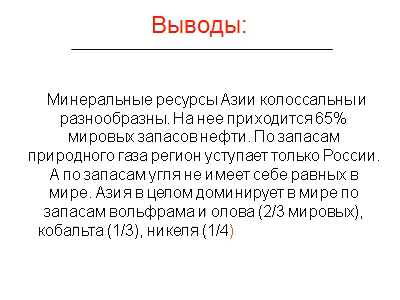 Выводы:
Минеральные ресурсы Азии колоссальны и
разнообразны. На нее приходится 65%
мировых запасов нефти. По запасам
природного газа регион уступает только России.
А по запасам угля не имеет себе равных в
мире. Азия в целом доминирует в мире по
запасам вольфрама и олова (2/3 мировых),
кобальта (1/3), никеля (1/4)